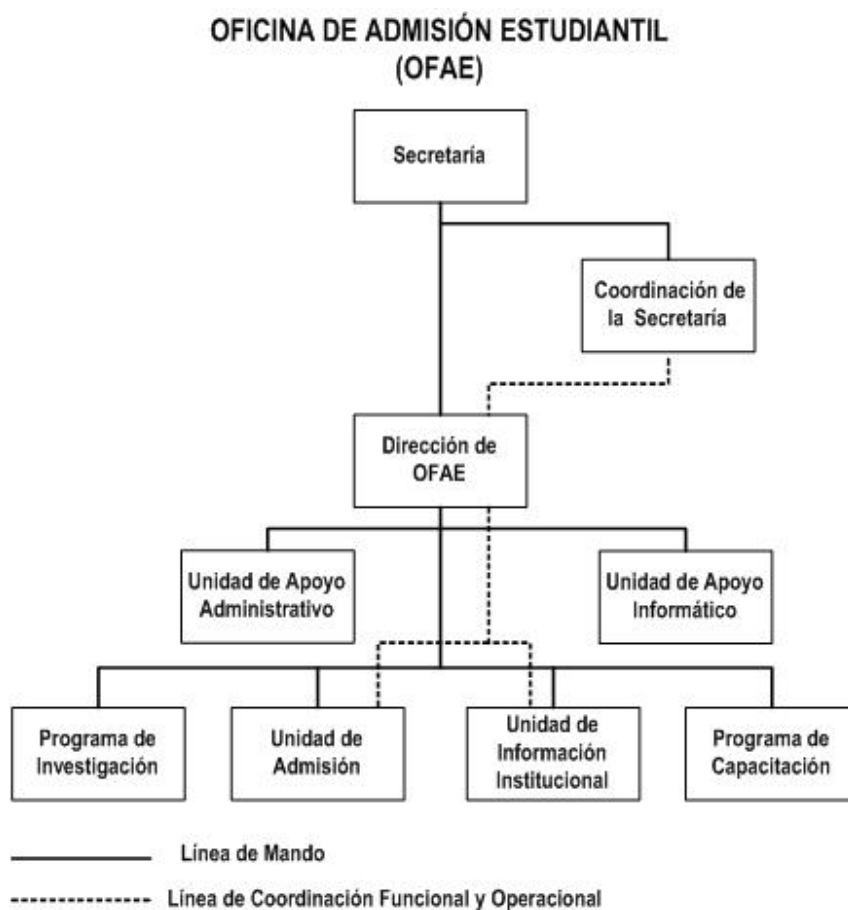 OFICINA DE ADMISIÓN ESTUDIANTIL
(OFAE)
Secretaría
Coordinación de
la Secretaría
Dirección de
OFAE
Unidad de Apoyo
Administrativo
Unidad de Apoyo
Informático
Programa de
Investigación
Unidad de
Admisión
Unidad de
Información
Institucional
Programa de
Capacitación
Línea de Mando
Línea de Coordinación Funcional y Operacional